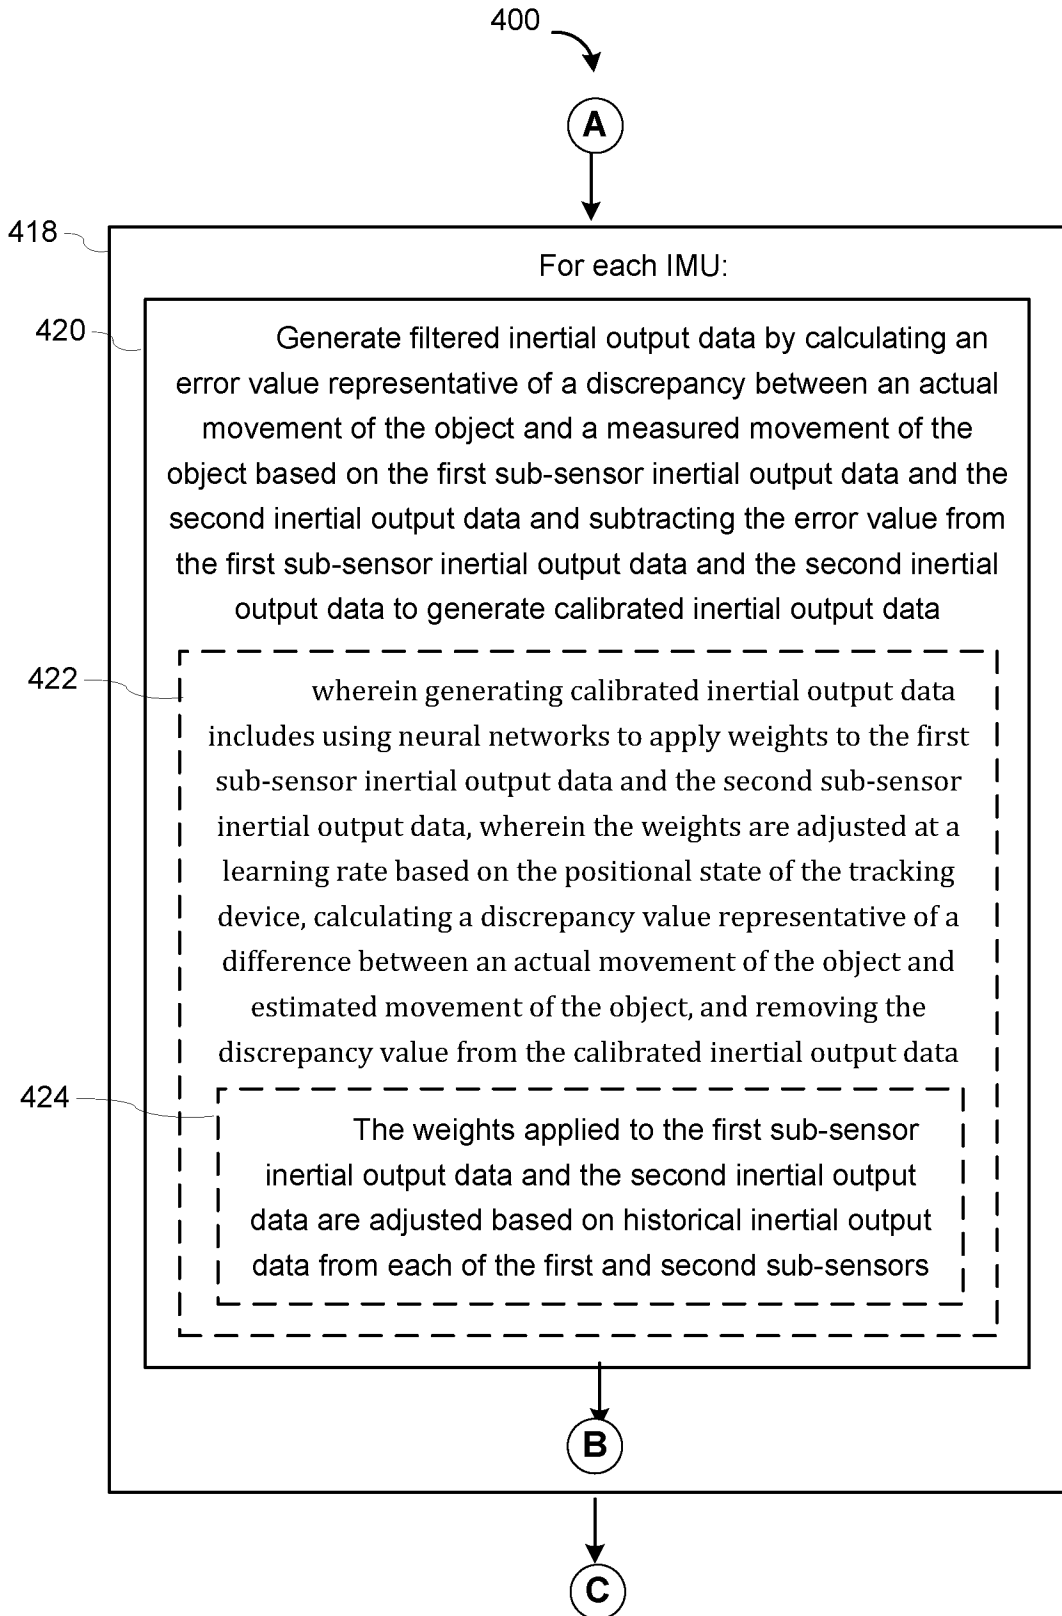 400
A
418
For each IMU:
420
Generate filtered inertial output data by calculating an
error value representative of a discrepancy between an actual
movement of the object and a measured movement of the
object based on the first sub-sensor inertial output data and the
second inertial output data and subtracting the error value from
the first sub-sensor inertial output data and the second inertial
output data to generate calibrated inertial output data
422
wherein generating calibrated inertial output data
includes using neural networks to apply weights to the first
sub-sensor inertial output data and the second sub-sensor
inertial output data, wherein the weights are adjusted at a
learning rate based on the positional state of the tracking
device, calculating a discrepancy value representative of a
difference between an actual movement of the object and
estimated movement of the object, and removing the
discrepancy value from the calibrated inertial output data
424
The weights applied to the first sub-sensor
inertial output data and the second inertial output
data are adjusted based on historical inertial output
data from each of the first and second sub-sensors
B
C